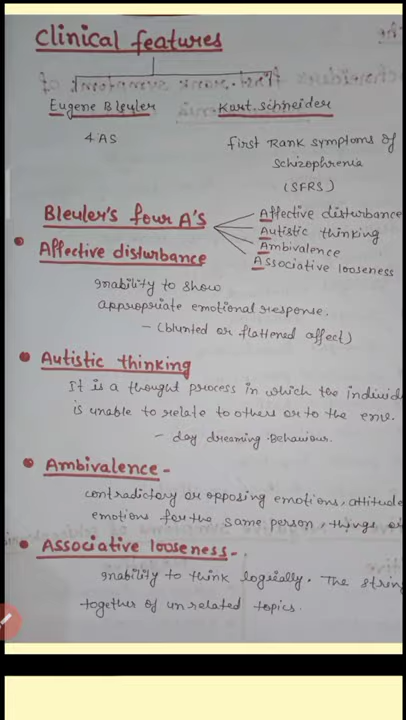 Clinical features
Eugene Bleuler
Kart. Schneider
4 AS
First Rank symptoms of
Schizophrenia
(SFRS)
Bleuler's four A's
Affective disturbance
Autistic thinking
Ambivalence
Associative looseness
Affective disturbance
Inability to show
appropriate emotional response.
- (blunted or flattened affect)
Autistic thinking
It is a thought process in which the individ
is unable to relate to others or to the env.
- day dreaming Behaviour.
Ambivalence -
contradictory or opposing emotions, attitude
emotions for the same person, things
Associative looseness -
Inability to think logically. The string
together of unrelated topics.